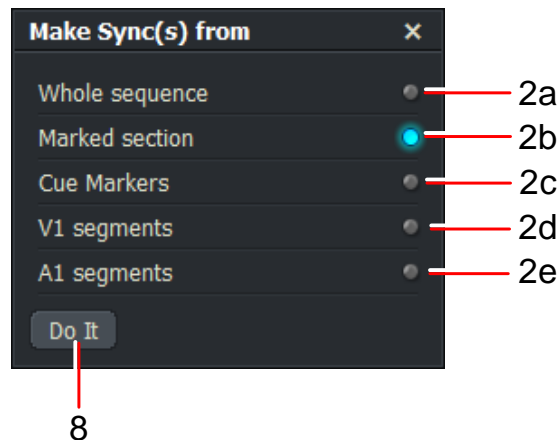 Make Sync(s) from ×
Whole sequence 2a
Marked section 2b
Cue Markers 2c
V1 segments 2d
A1 segments 2e
Do It
8